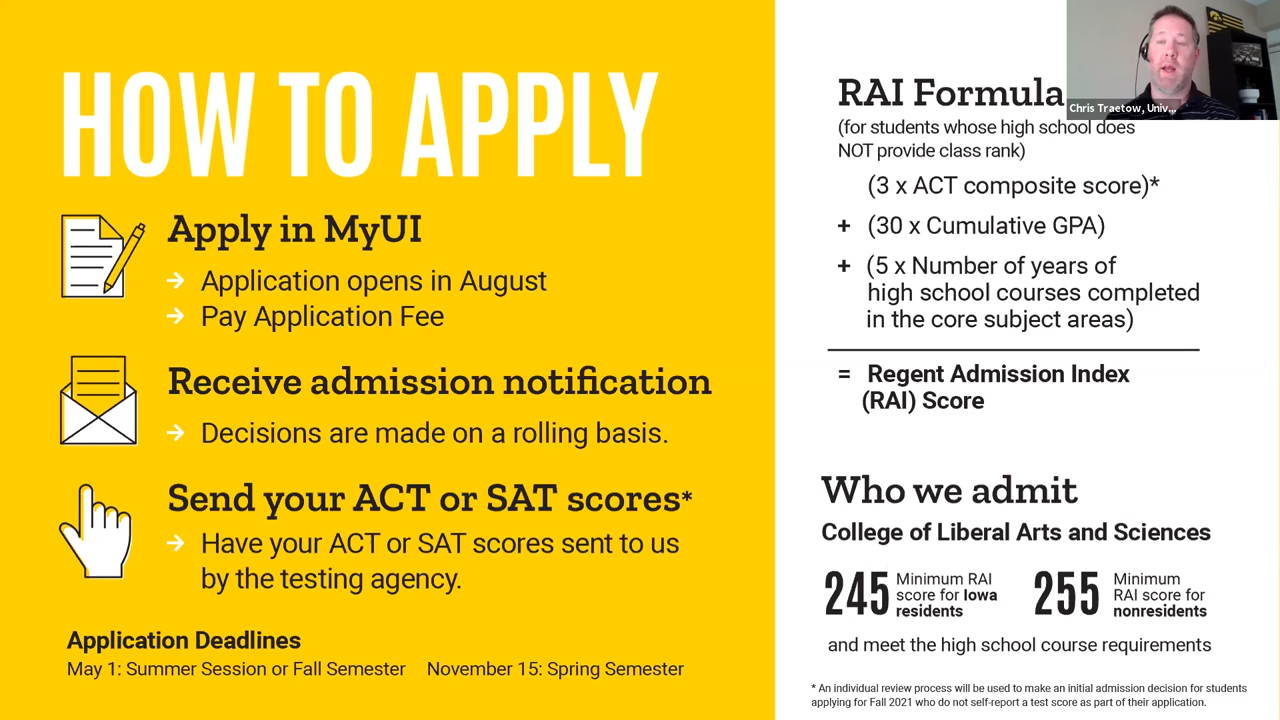 HOW TO APPLY
Apply in MyUI
→ Application opens in August
→ Pay Application Fee
Receive admission notification
→ Decisions are made on a rolling basis.
Send your ACT or SAT scores*
→ Have your ACT or SAT scores sent to us
by the testing agency.
Application Deadlines
May 1: Summer Session or Fall Semester November 15: Spring Semester
RAI Formula
(for students whose high school does
NOT provide class rank)
(3 x ACT composite score)*
+ (30 x Cumulative GPA)
+ (5 x Number of years of
high school courses completed
in the core subject areas)
= Regent Admission Index
(RAI) Score
Who we admit
College of Liberal Arts and Sciences
245
Minimum RAI
score for Iowa
residents
255
Minimum
RAI score for
nonresidents
and meet the high school course requirements
* An individual review process will be used to make an initial admission decision for students
applying for Fall 2021 who do not self-report a test score as part of their application.
Chris Traetow, Univ...